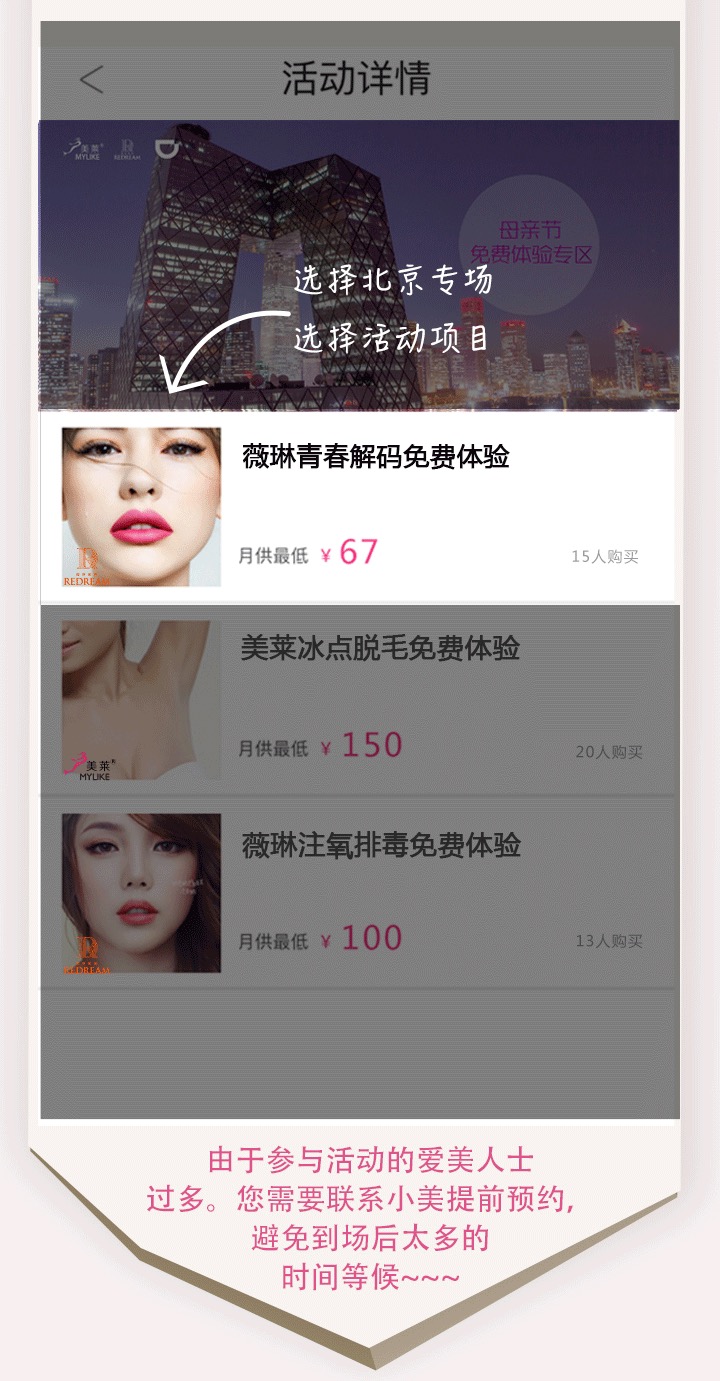 活动详情
美莱
MYLIKE
REDREAM
母亲节
免费体验专区
选择北京专场
选择活动项目
薇琳青春解码免费体验
月供最低 ¥ 67
15人购买
REDREAM
美莱冰点脱毛免费体验
月供最低 ¥ 150
20人购买
美莱
MYLIKE
薇琳注氧排毒免费体验
月供最低 ¥ 100
13人购买
REDREAM
由于参与活动的爱美人士
过多。您需要联系小美提前预约,
避免到场后太多的
时间等候~~~